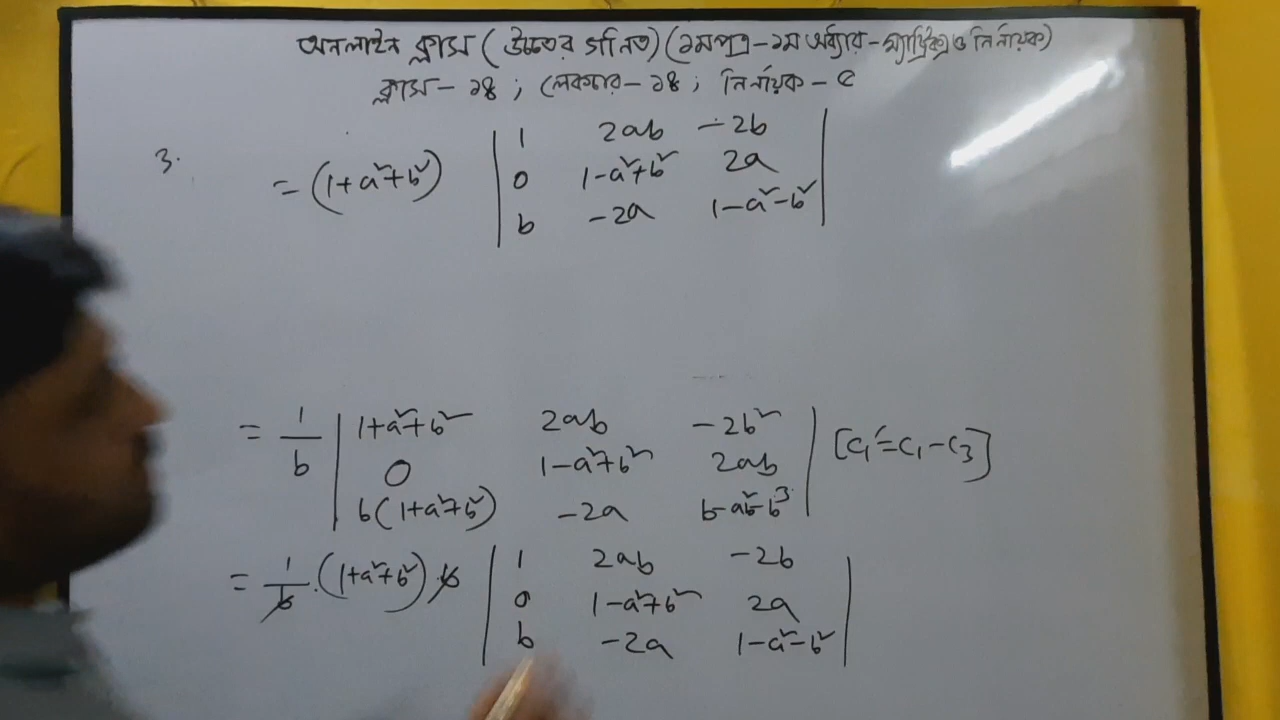 অনলাইন ক্লাস (উচ্চতর গনিত) (১মপত্র-১ম অধ্যায়-ম্যাট্রিক্স ও নির্নায়ক)
ক্লাস-১৪ ; লেকচার-১৪ ; নির্নায়ক-৫
3.
= (1+a²+b²) | 1 2ab -2b |
| 0 1-a²+b² 2a |
| b -2a 1-a²-b² |
= 1/b | 1+a²+b² 2ab -2b² | [c₁′=c₁-c₃]
| 0 1-a²+b² 2ab |
| b(1+a²+b²) -2a b-a²b-b³ |
= 1/b·(1+a²+b²) b | 1 2ab -2b |
| 0 1-a²+b² 2a |
| b -2a 1-a²-b² |